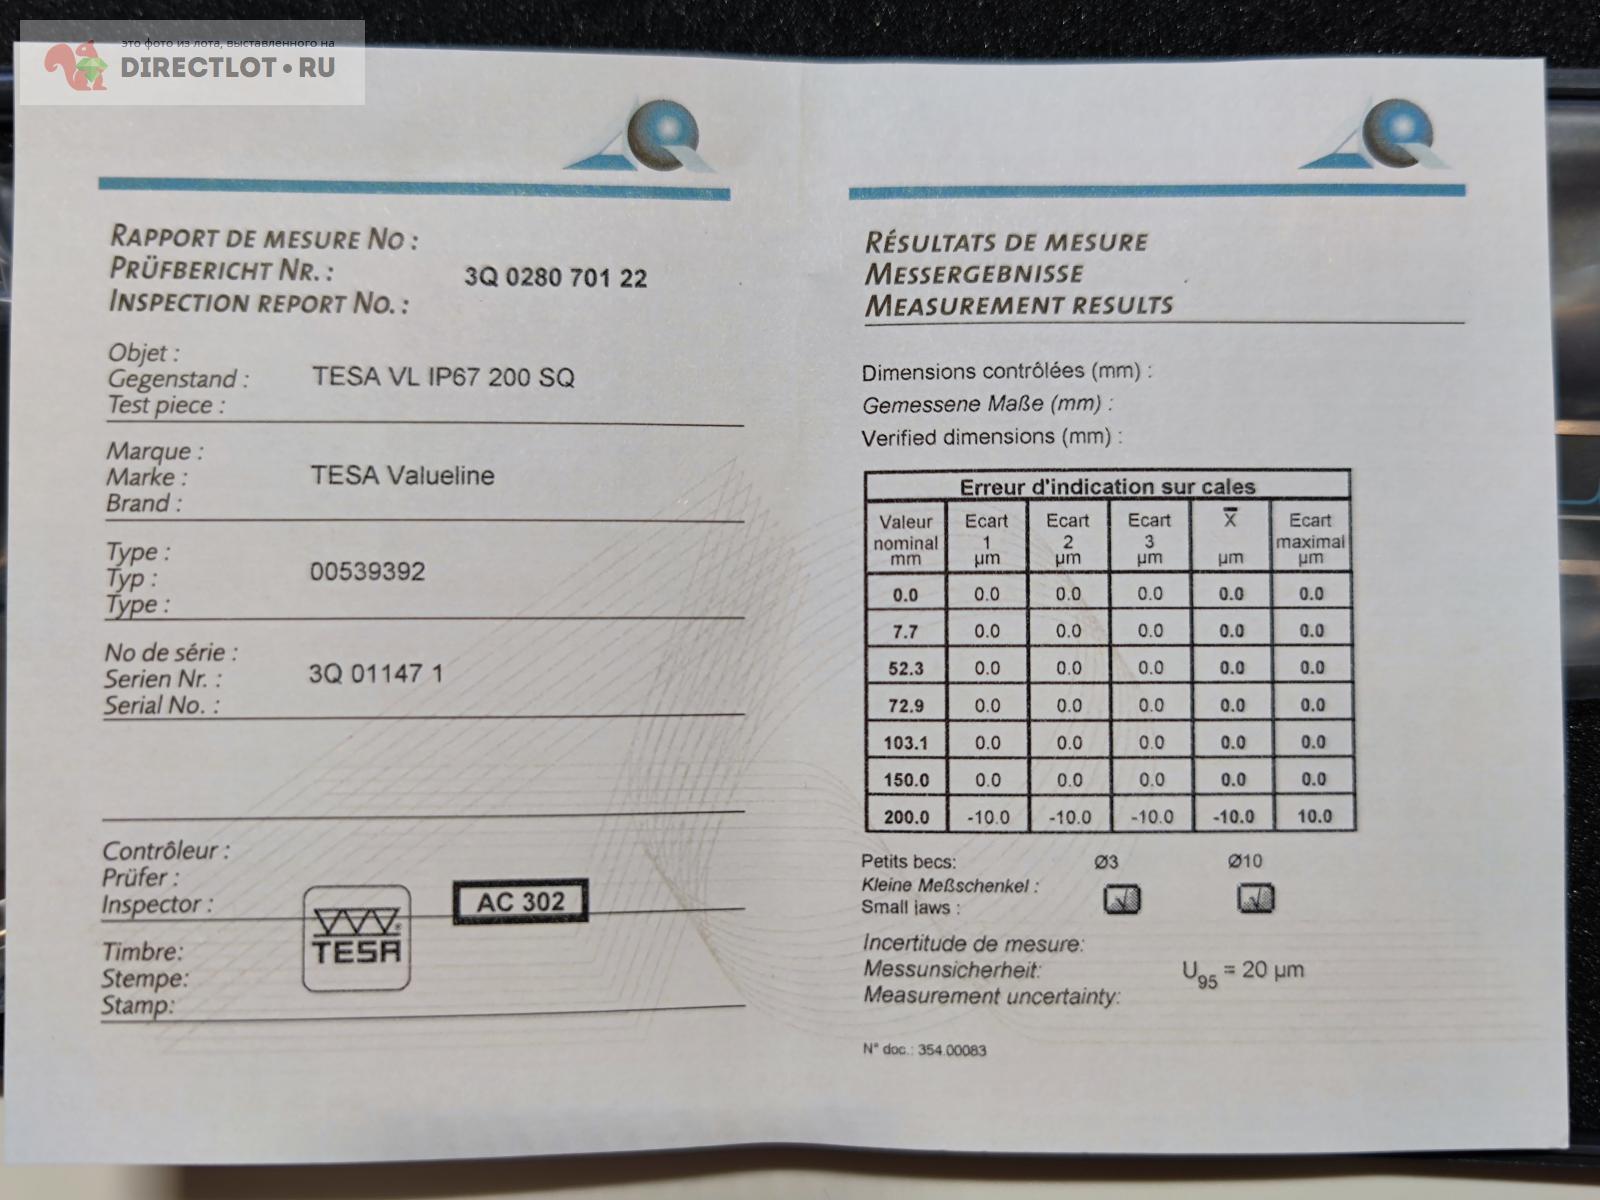 это фото из лота, выставленного на
DIRECTLOT•RU
RAPPORT DE MESURE NO :
PRÜFBERICHT NR. :
INSPECTION REPORT NO. :
3Q 0280 701 22
Objet :
Gegenstand :
Test piece :
TESA VL IP67 200 SQ
Marque :
Marke :
Brand :
TESA Valueline
Type :
Typ :
Type :
00539392
No de série :
Serien Nr. :
Serial No. :
3Q 01147 1
Contrôleur :
Prüfer :
Inspector :
AC 302
TESA
Timbre:
Stempe:
Stamp:
RÉSULTATS DE MESURE
MESSERGEBNISSE
MEASUREMENT RESULTS
Dimensions contrôlées (mm) :
Gemessene Maße (mm) :
Verified dimensions (mm) :
Erreur d'indication sur cales
Valeur nominal mm Ecart 1 µm Ecart 2 µm Ecart 3 µm X̄ µm Ecart maximal µm
0.0 0.0 0.0 0.0 0.0 0.0
7.7 0.0 0.0 0.0 0.0 0.0
52.3 0.0 0.0 0.0 0.0 0.0
72.9 0.0 0.0 0.0 0.0 0.0
103.1 0.0 0.0 0.0 0.0 0.0
150.0 0.0 0.0 0.0 0.0 0.0
200.0 -10.0 -10.0 -10.0 -10.0 10.0
Petits becs: Ø3 Ø10
Kleine Meßschenkel :
Small jaws :
Incertitude de mesure:
Messunsicherheit:
Measurement uncertainty:
U95 = 20 µm
N° doc.: 354.00083